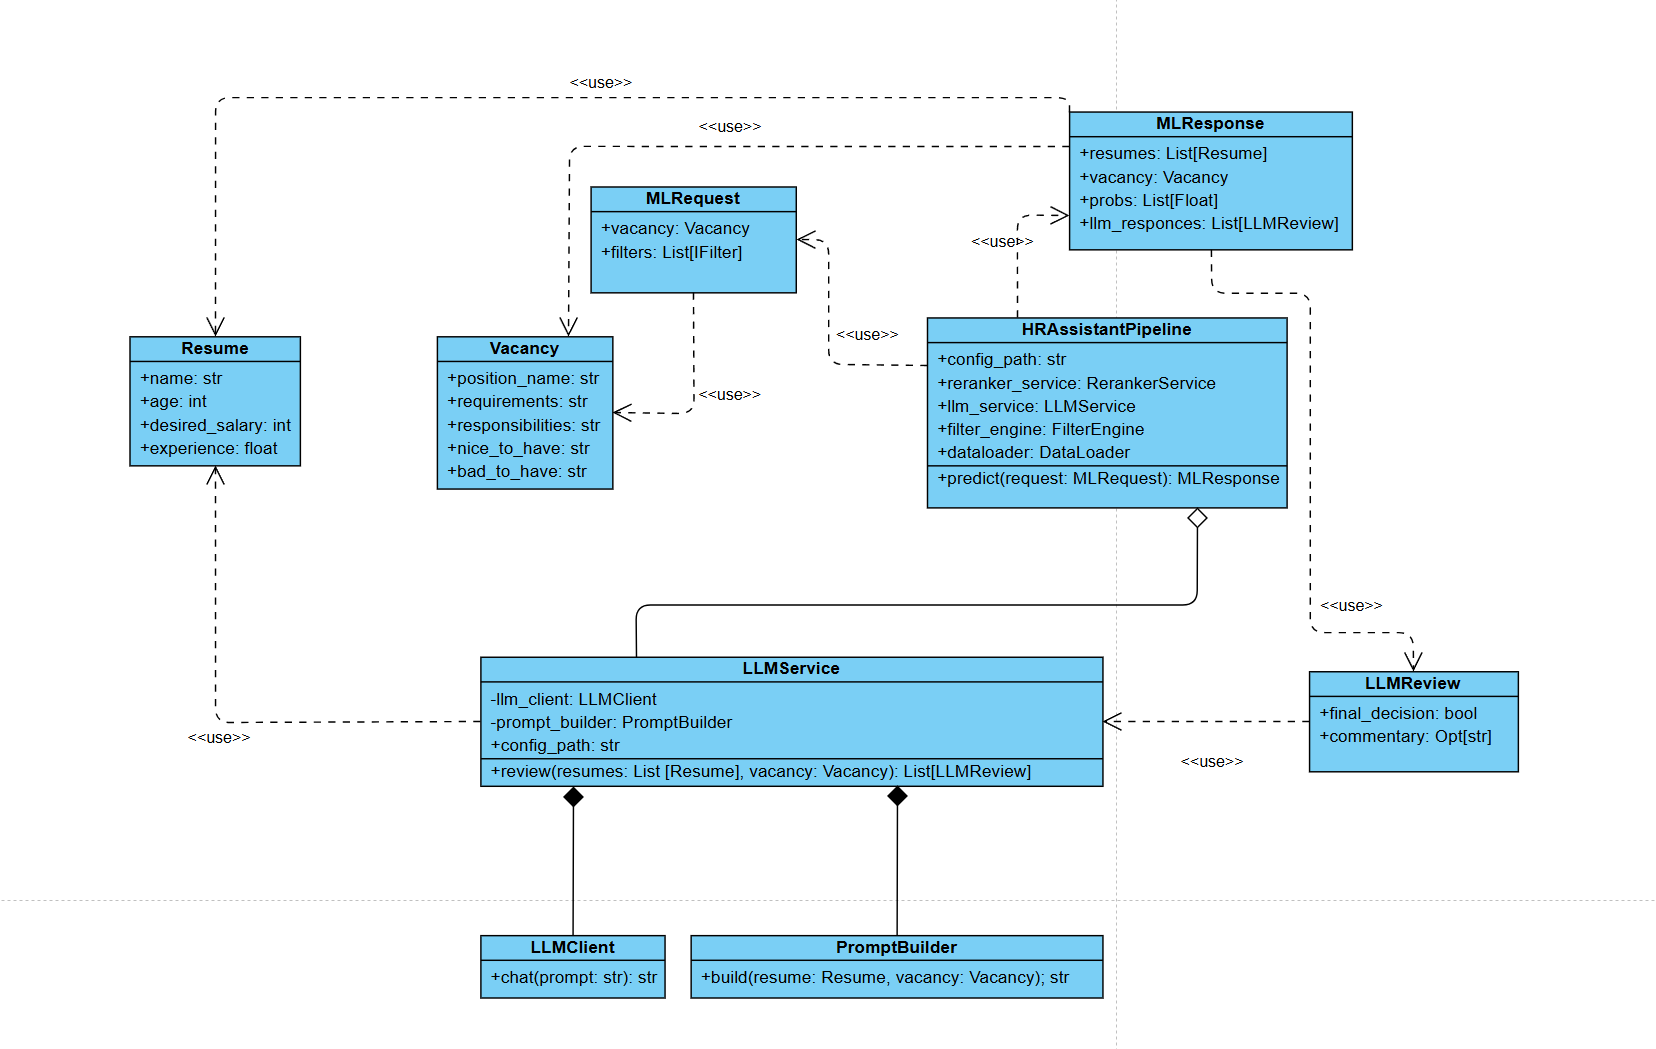 <<use>>
<<use>>
MLResponse
+resumes: List[Resume]
+vacancy: Vacancy
+probs: List[Float]
+llm_responces: List[LLMReview]
MLRequest
+vacancy: Vacancy
+filters: List[IFilter]
<<use>>
<<use>>
<<use>>
Resume
+name: str
+age: int
+desired_salary: int
+experience: float
Vacancy
+position_name: str
+requirements: str
+responsibilities: str
+nice_to_have: str
+bad_to_have: str
HRAssistantPipeline
+config_path: str
+reranker_service: RerankerService
+llm_service: LLMService
+filter_engine: FilterEngine
+dataloader: DataLoader
+predict(request: MLRequest): MLResponse
<<use>>
LLMService
-llm_client: LLMClient
-prompt_builder: PromptBuilder
+config_path: str
+review(resumes: List [Resume], vacancy: Vacancy): List[LLMReview]
LLMReview
+final_decision: bool
+commentary: Opt[str]
<<use>>
<<use>>
LLMClient
+chat(prompt: str): str
PromptBuilder
+build(resume: Resume, vacancy: Vacancy); str